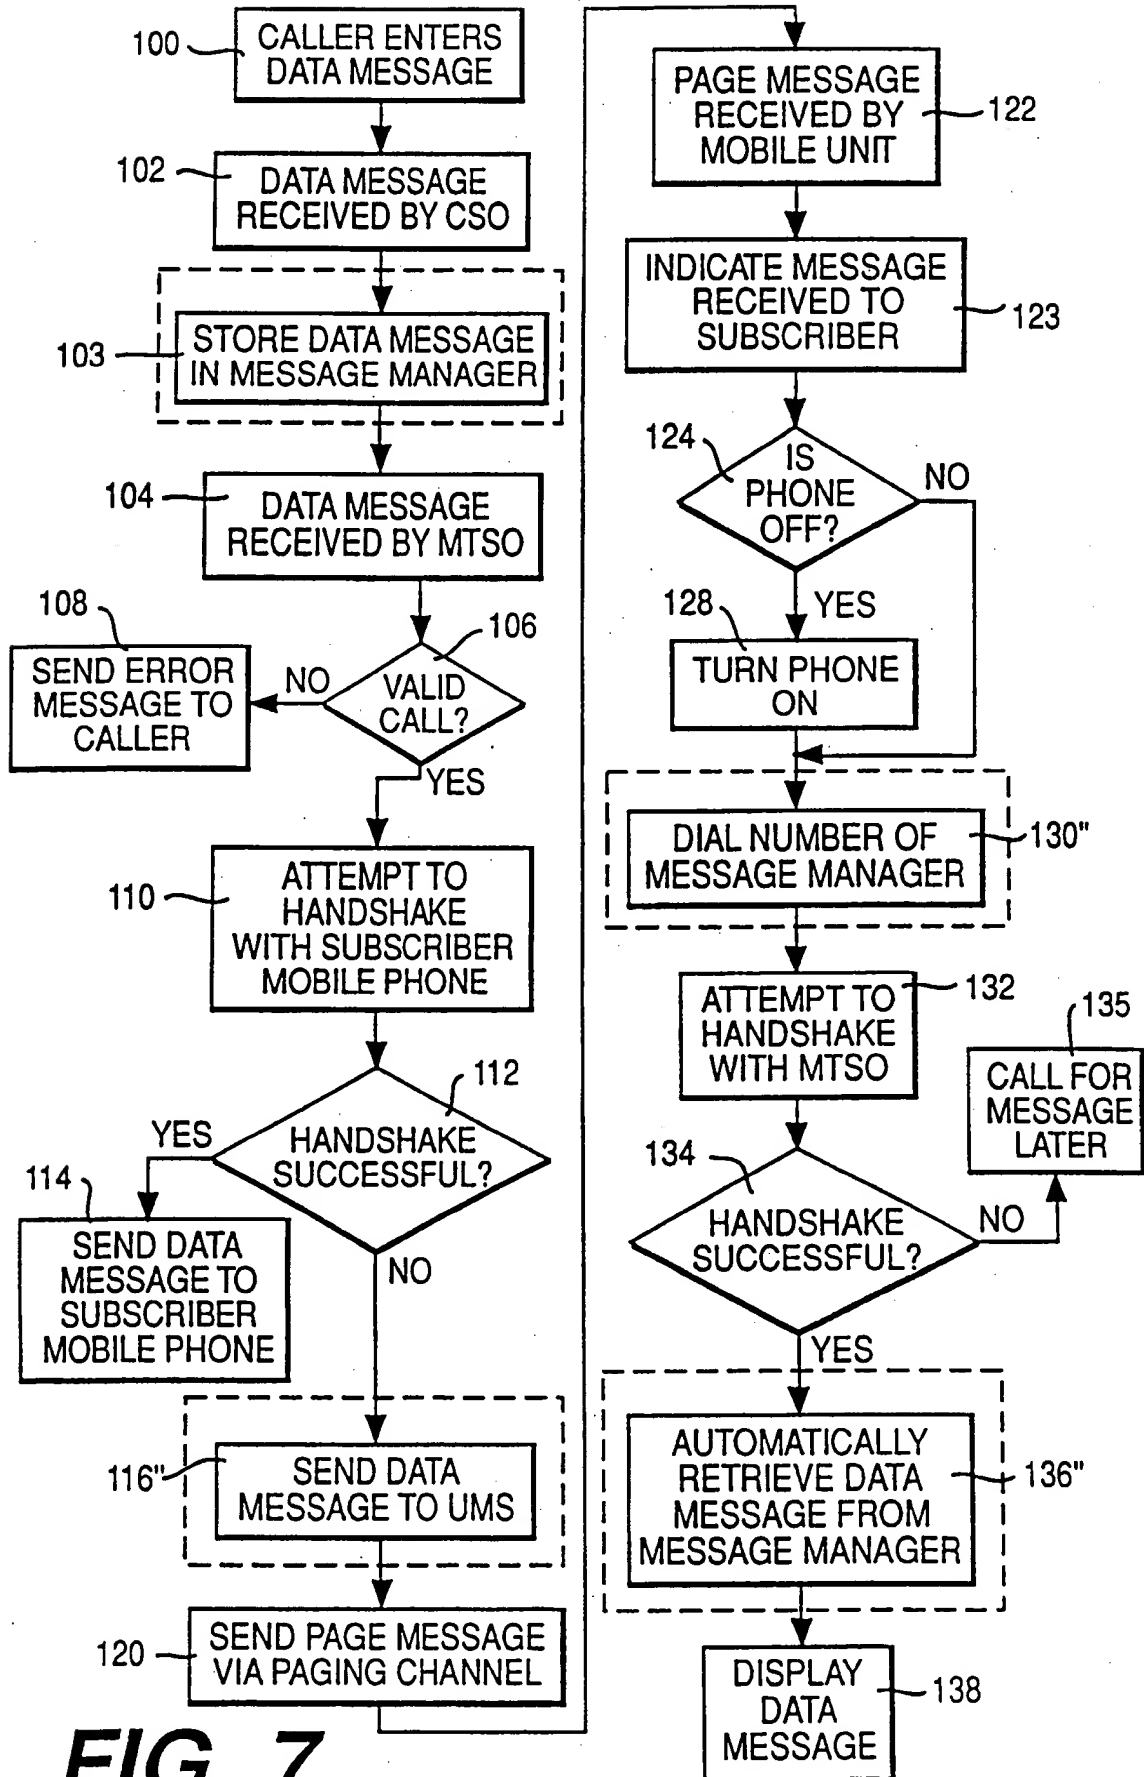 100
CALLER ENTERS
DATA MESSAGE
102
DATA MESSAGE
RECEIVED BY CSO
103
STORE DATA MESSAGE
IN MESSAGE MANAGER
104
DATA MESSAGE
RECEIVED BY MTSO
106
VALID
CALL?
NO
108
SEND ERROR
MESSAGE TO
CALLER
YES
110
ATTEMPT TO
HANDSHAKE
WITH SUBSCRIBER
MOBILE PHONE
112
HANDSHAKE
SUCCESSFUL?
YES
114
SEND DATA
MESSAGE TO
SUBSCRIBER
MOBILE PHONE
NO
116"
SEND DATA
MESSAGE TO UMS
120
SEND PAGE MESSAGE
VIA PAGING CHANNEL
PAGE MESSAGE
RECEIVED BY
MOBILE UNIT
122
INDICATE MESSAGE
RECEIVED TO
SUBSCRIBER
123
124
IS
PHONE
OFF?
NO
YES
128
TURN PHONE
ON
DIAL NUMBER OF
MESSAGE MANAGER
130"
ATTEMPT TO
HANDSHAKE
WITH MTSO
132
134
HANDSHAKE
SUCCESSFUL?
NO
135
CALL FOR
MESSAGE
LATER
YES
AUTOMATICALLY
RETRIEVE DATA
MESSAGE FROM
MESSAGE MANAGER
136"
DISPLAY
DATA
MESSAGE
138
FIG. 7